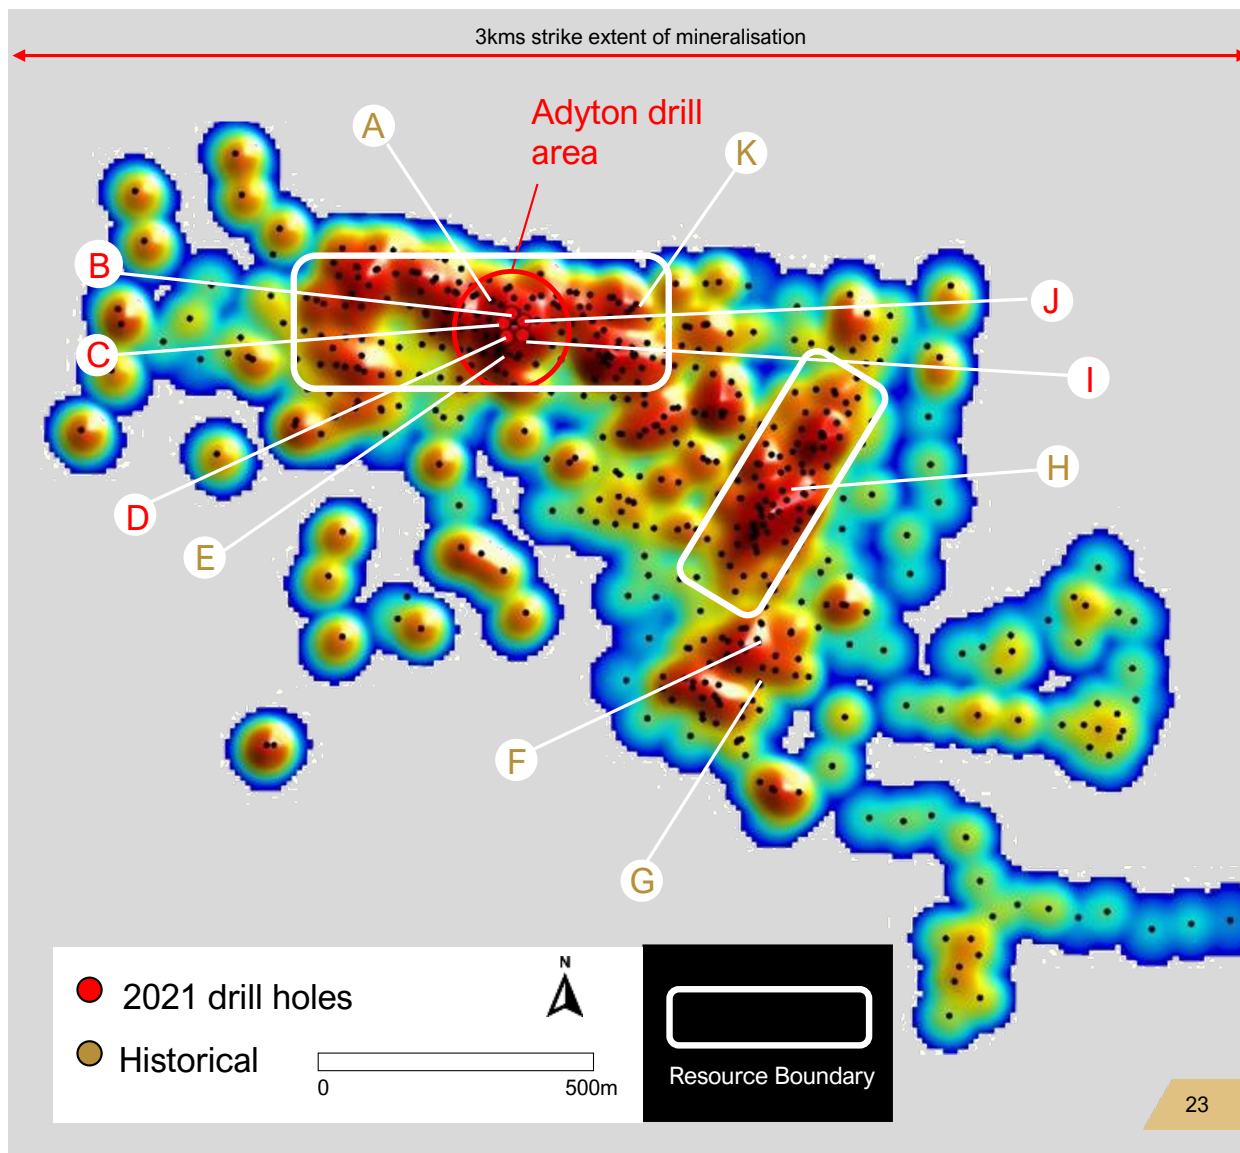 3kms strike extent of mineralisation
Adyton drill
area
A
K
B
J
C
I
H
D
E
F
G
2021 drill holes
N
Historical
0
500m
Resource Boundary
23